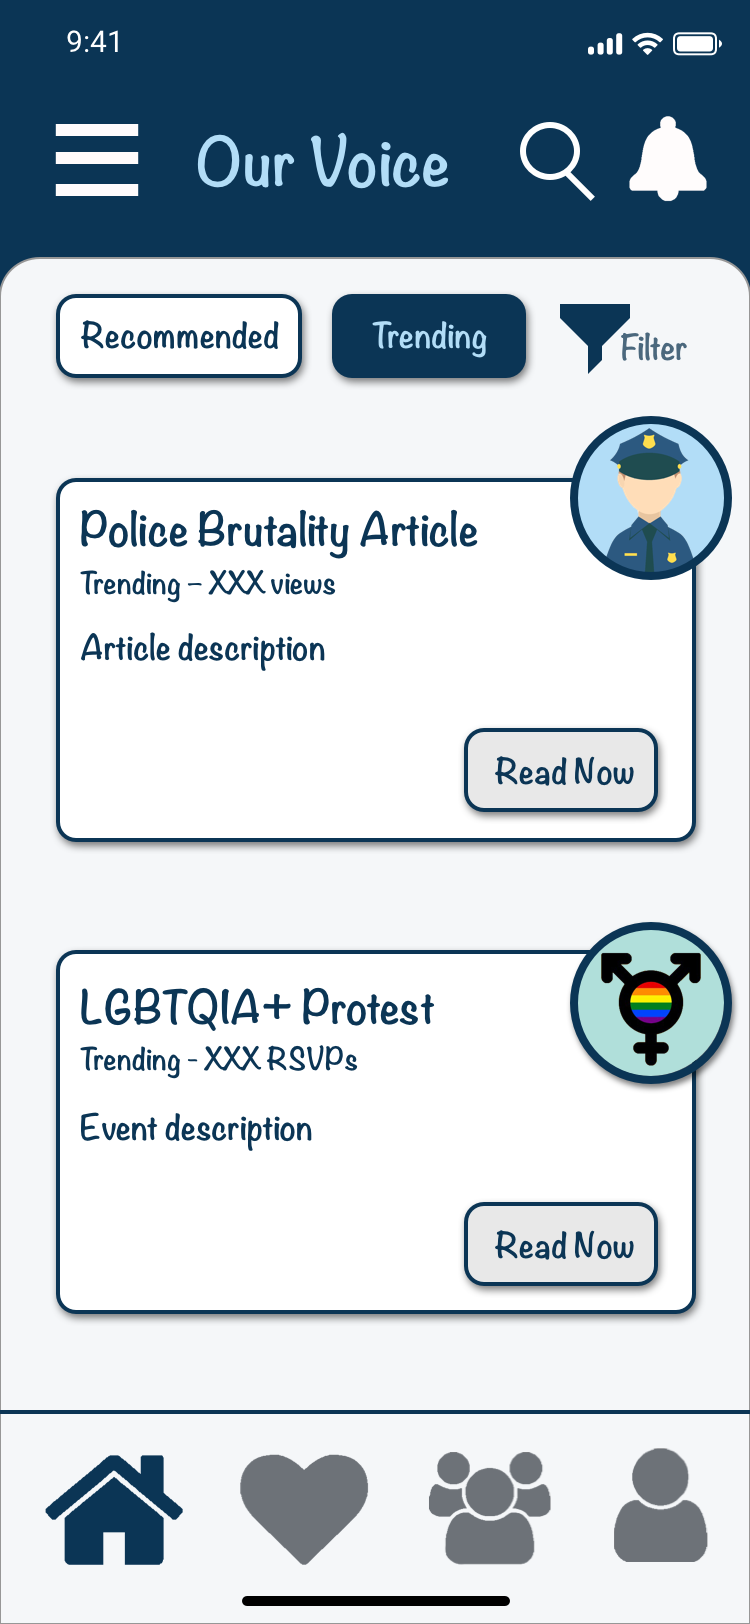 9:41
Our Voice
Recommended
Trending
Filter
Police Brutality Article
Trending – XXX views
Article description
Read Now
LGBTQIA+ Protest
Trending - XXX RSVPs
Event description
Read Now